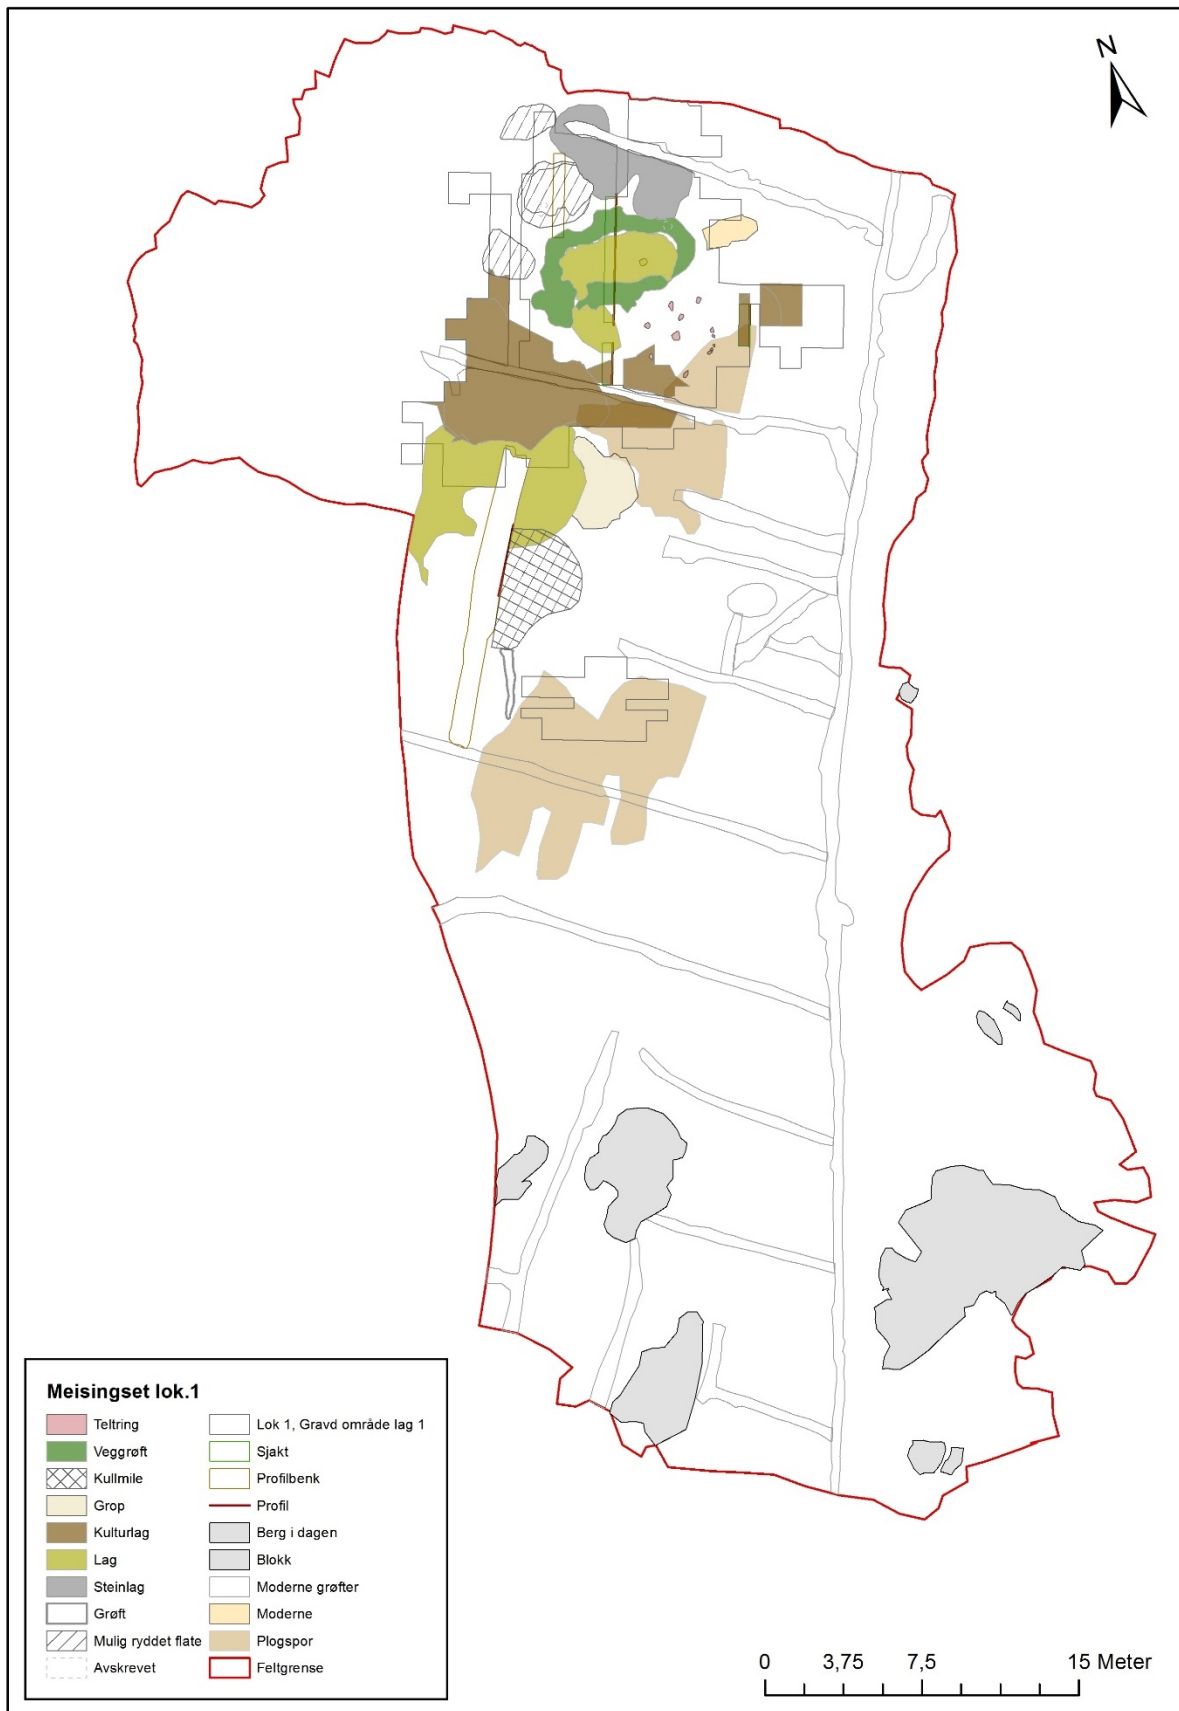 N
Meisingset lok.1
Teltring
Veggrøft
Kullmile
Grop
Kulturlag
Lag
Steinlag
Grøft
Mulig ryddet flate
Avskrevet
Lok 1, Gravd område lag 1
Sjakt
Profilbenk
Profil
Berg i dagen
Blokk
Moderne grøfter
Moderne
Plogspor
Feltgrense
0 3,75 7,5 15 Meter